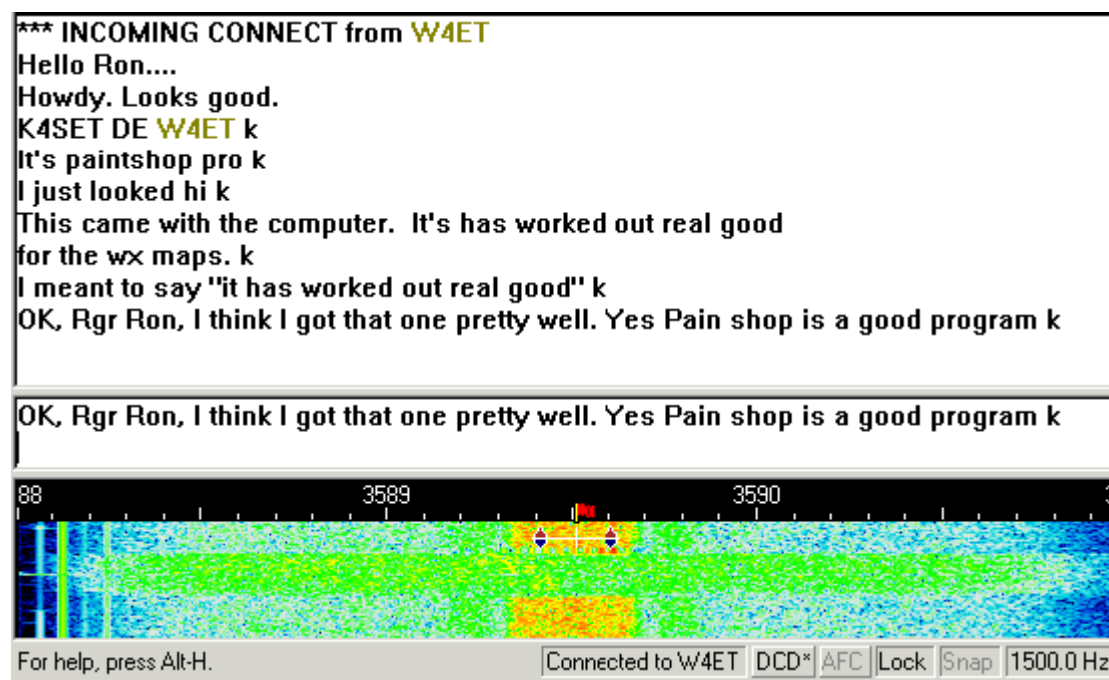 *** INCOMING CONNECT from W4ET
Hello Ron....
Howdy. Looks good.
K4SET DE W4ET k
It's paintshop pro k
I just looked hi k
This came with the computer.  It's has worked out real good
for the wx maps. k
I meant to say "it has worked out real good" k
OK, Rgr Ron, I think I got that one pretty well. Yes Pain shop is a good program k
OK, Rgr Ron, I think I got that one pretty well. Yes Pain shop is a good program k
88 3589 3590
For help, press Alt-H. Connected to W4ET DCD* AFC Lock Snap 1500.0 Hz